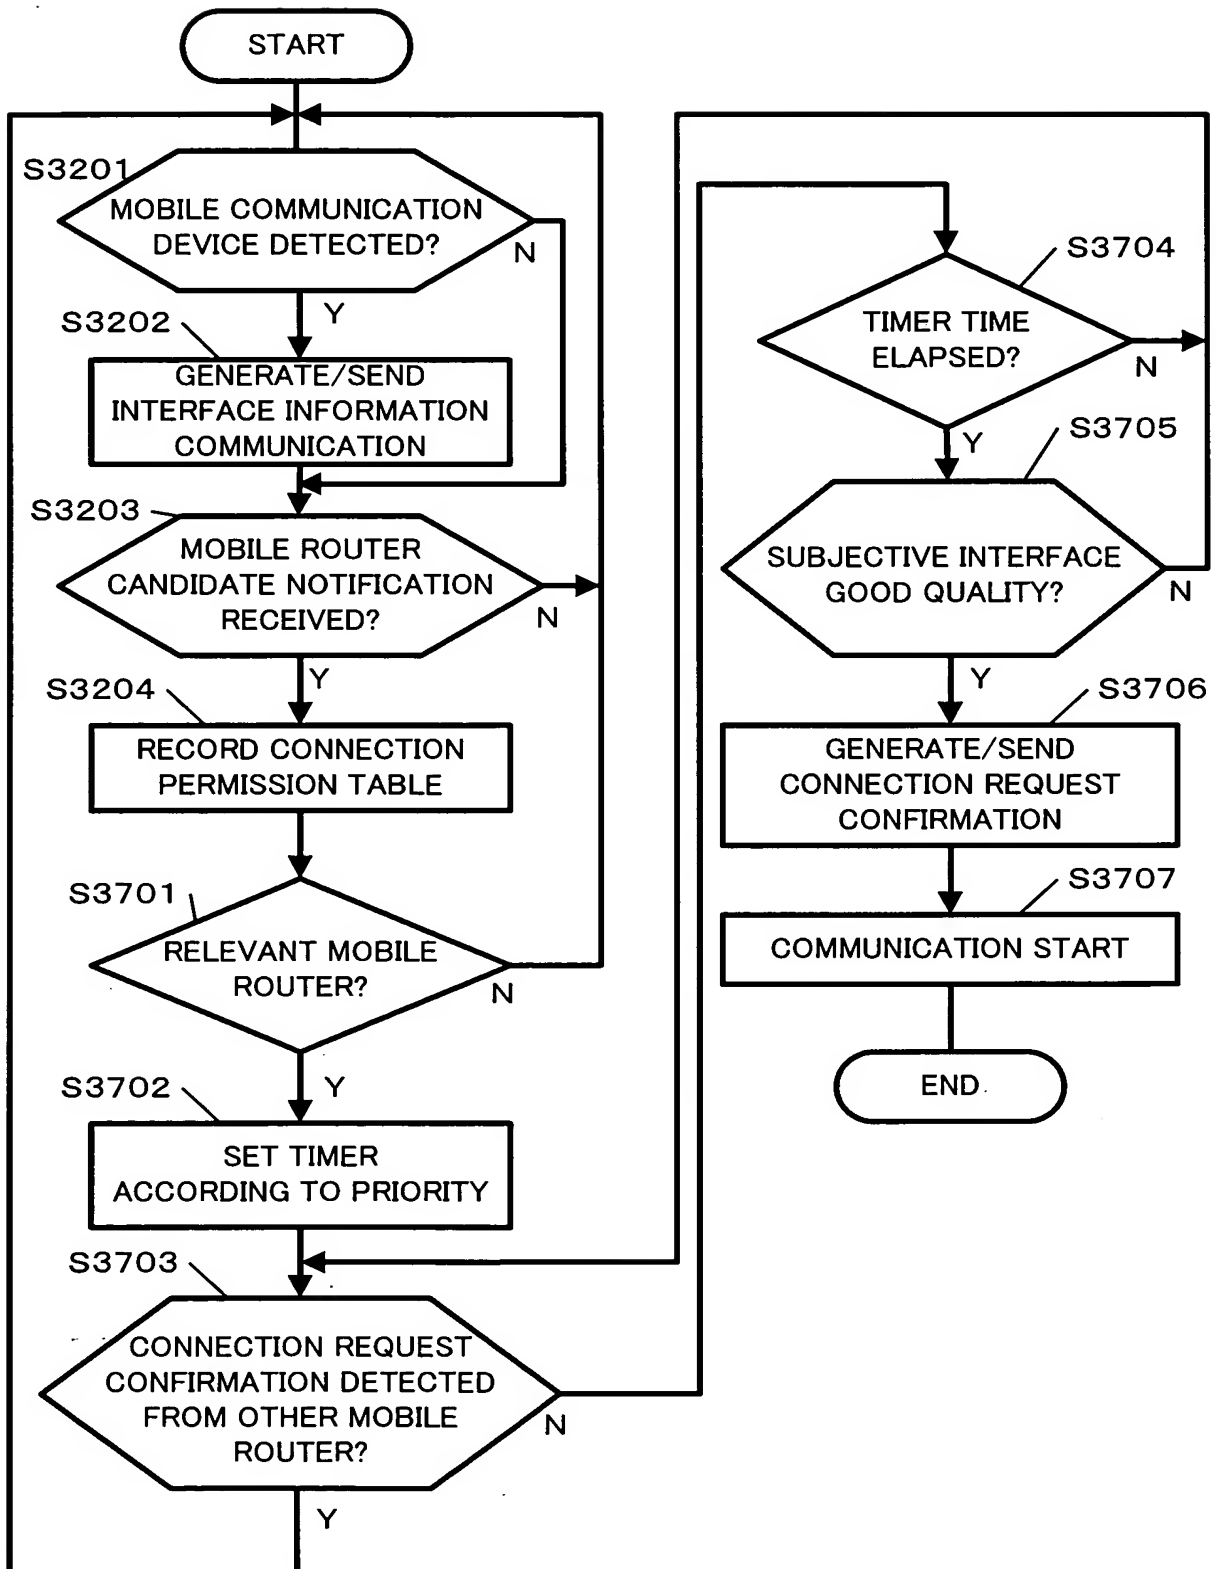 START
S3201
MOBILE COMMUNICATION
DEVICE DETECTED?
N
Y
S3202
GENERATE/SEND
INTERFACE INFORMATION
COMMUNICATION
S3203
MOBILE ROUTER
CANDIDATE NOTIFICATION
RECEIVED?
N
Y
S3204
RECORD CONNECTION
PERMISSION TABLE
S3701
RELEVANT MOBILE
ROUTER?
N
Y
S3702
SET TIMER
ACCORDING TO PRIORITY
S3703
CONNECTION REQUEST
CONFIRMATION DETECTED
FROM OTHER MOBILE
ROUTER?
N
Y
S3704
TIMER TIME
ELAPSED?
N
Y
S3705
SUBJECTIVE INTERFACE
GOOD QUALITY?
N
Y
S3706
GENERATE/SEND
CONNECTION REQUEST
CONFIRMATION
S3707
COMMUNICATION START
END